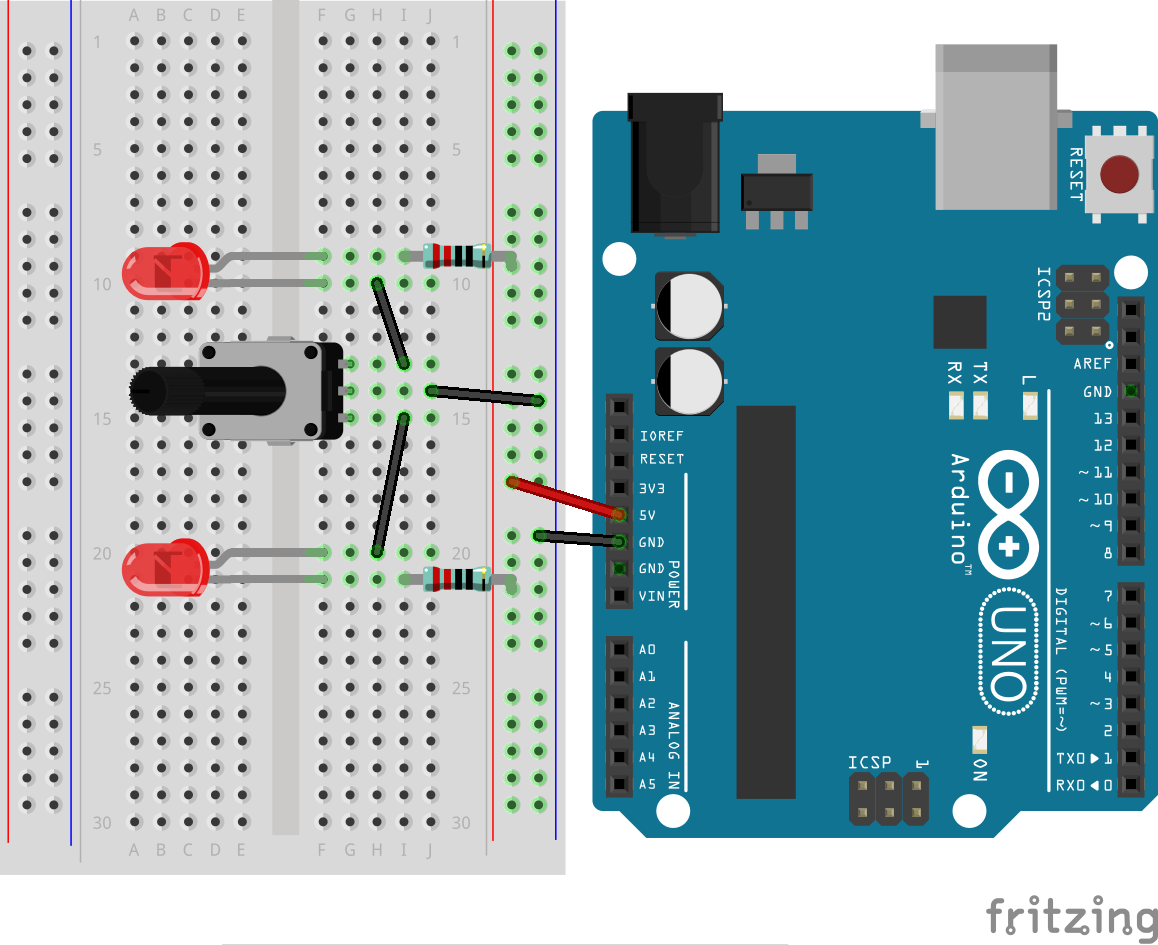 A B C D E F G H I J
1 1
5 5
10 10
15 15
20 20
25 25
30 30
A B C D E F G H I J
RESET
ICSP2
AREF
GND
13
12
~11
~10
~9
8
7
~6
~5
4
~3
2
TX0▶1
RX0◀0
RX TX L
IOREF
RESET
3V3
5V
GND
GND
VIN
POWER
A0
A1
A2
A3
A4
A5
ANALOG IN
Arduino™
UNO
DIGITAL (PWM=~)
ICSP 1
ON
fritzing